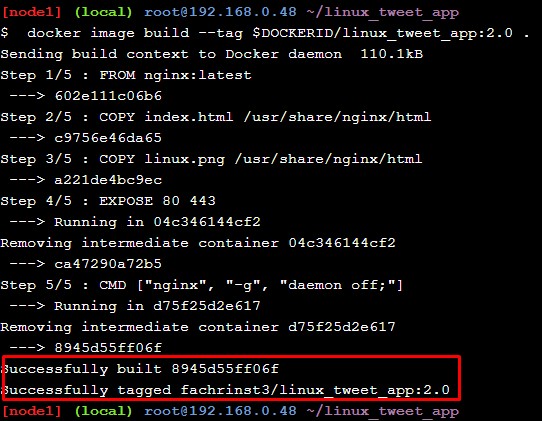 [node1] (local) root@192.168.0.48 ~/linux_tweet_app
$  docker image build --tag $DOCKERID/linux_tweet_app:2.0 .
Sending build context to Docker daemon  110.1kB
Step 1/5 : FROM nginx:latest
 ---> 602e111c06b6
Step 2/5 : COPY index.html /usr/share/nginx/html
 ---> c9756e46da65
Step 3/5 : COPY linux.png /usr/share/nginx/html
 ---> a221de4bc9ec
Step 4/5 : EXPOSE 80 443
 ---> Running in 04c346144cf2
Removing intermediate container 04c346144cf2
 ---> ca47290a72b5
Step 5/5 : CMD ["nginx", "-g", "daemon off;"]
 ---> Running in d75f25d2e617
Removing intermediate container d75f25d2e617
 ---> 8945d55ff06f
Successfully built 8945d55ff06f
Successfully tagged fachrinst3/linux_tweet_app:2.0
[node1] (local) root@192.168.0.48 ~/linux_tweet_app